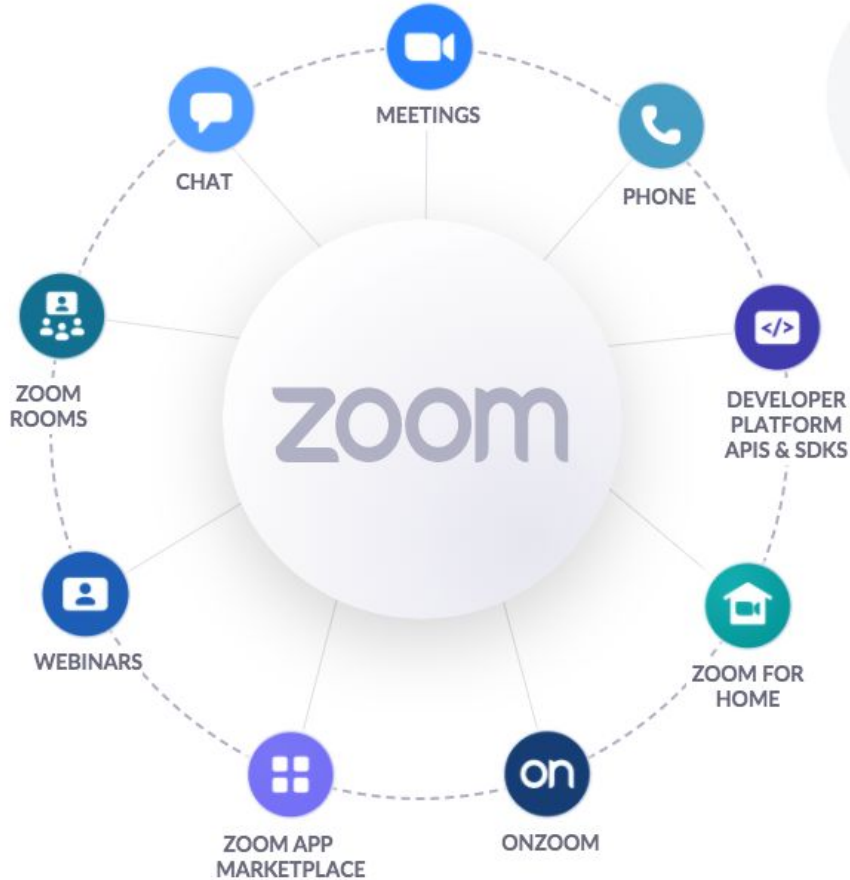 MEETINGS
CHAT
PHONE
ZOOM
ROOMS
zoom
</>
DEVELOPER
PLATFORM
APIS & SDKS
WEBINARS
ZOOM FOR
HOME
on
ZOOM APP
MARKETPLACE
ONZOOM